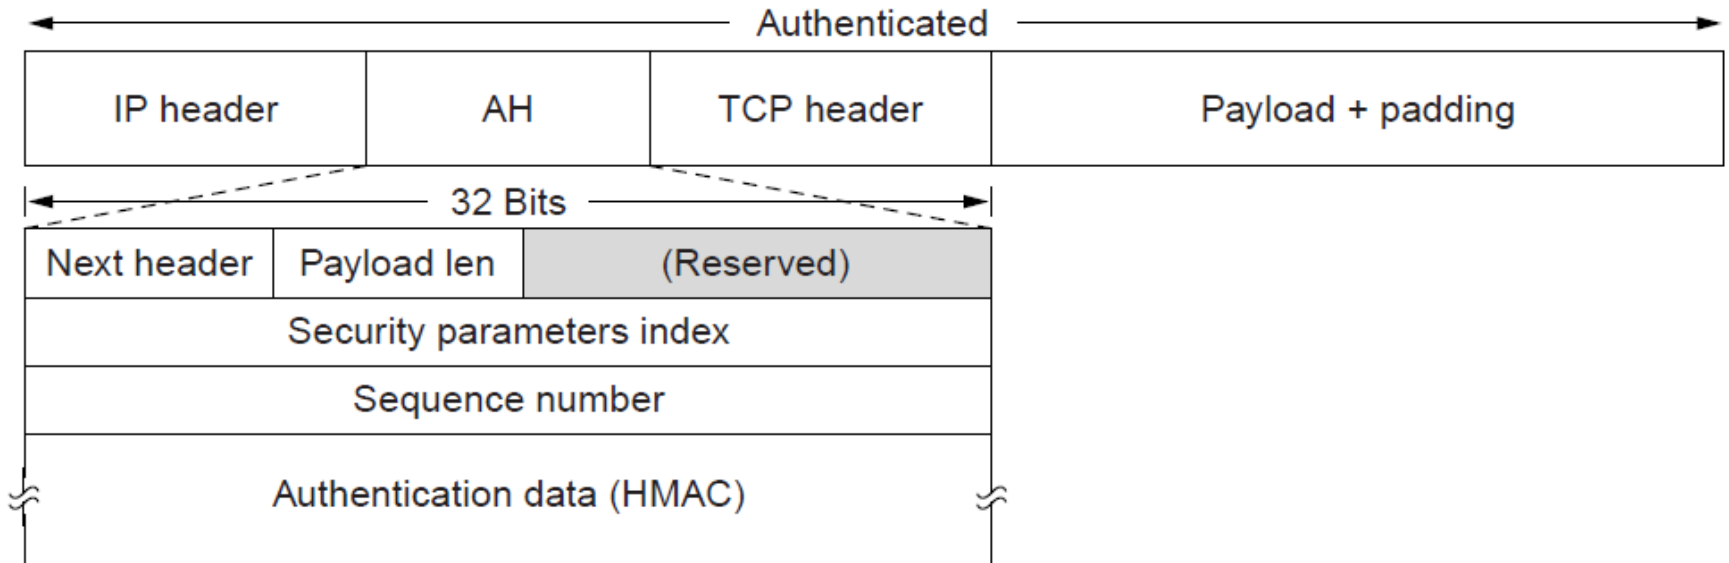 Authenticated
IP header AH TCP header Payload + padding
32 Bits
Next header Payload len (Reserved)
Security parameters index
Sequence number
Authentication data (HMAC)